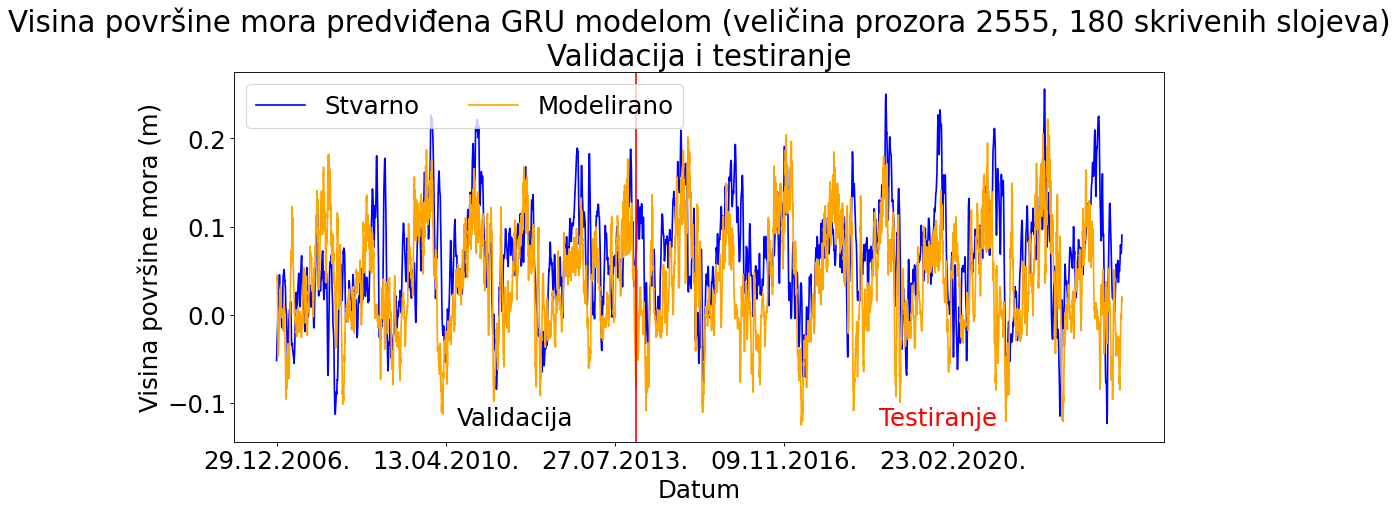 Visina površine mora predviđena GRU modelom (veličina prozora 2555, 180 skrivenih slojeva)
Validacija i testiranje
Stvarno
Modelirano
Visina površine mora (m)
0.2
0.1
0.0
−0.1
Validacija
Testiranje
29.12.2006.
13.04.2010.
27.07.2013.
09.11.2016.
23.02.2020.
Datum